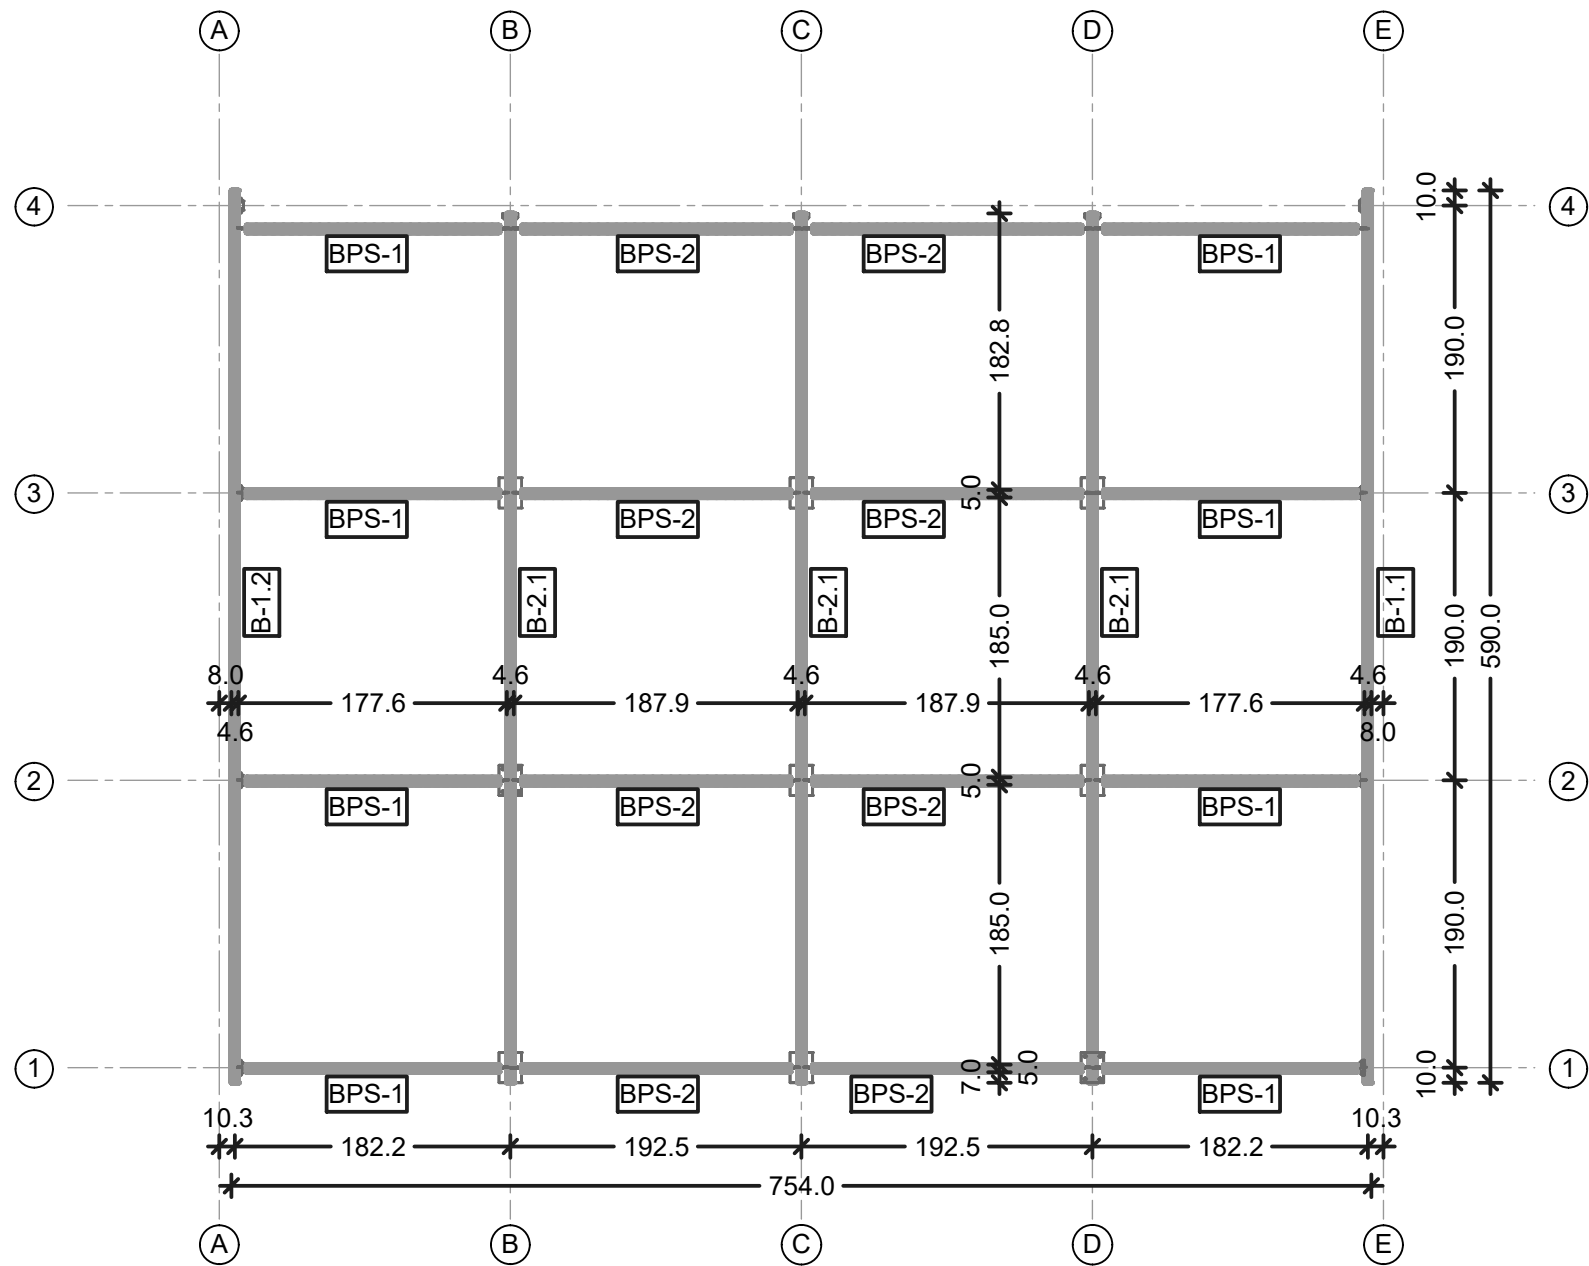 A B C D E
4 10.0 4
BPS-1 BPS-2 BPS-2 BPS-1
182.8 190.0
3 5.0 3
BPS-1 BPS-2 BPS-2 BPS-1
B-1.2 B-2.1 B-2.1 B-2.1 B-1.1
185.0 190.0 590.0
8.0 4.6 4.6 4.6 4.6
177.6 187.9 187.9 177.6
4.6 8.0
2 5.0 2
BPS-1 BPS-2 BPS-2 BPS-1
185.0 190.0
1 7.0 5.0 10.0 1
BPS-1 BPS-2 BPS-2 BPS-1
10.3 10.3
182.2 192.5 192.5 182.2
754.0
A B C D E